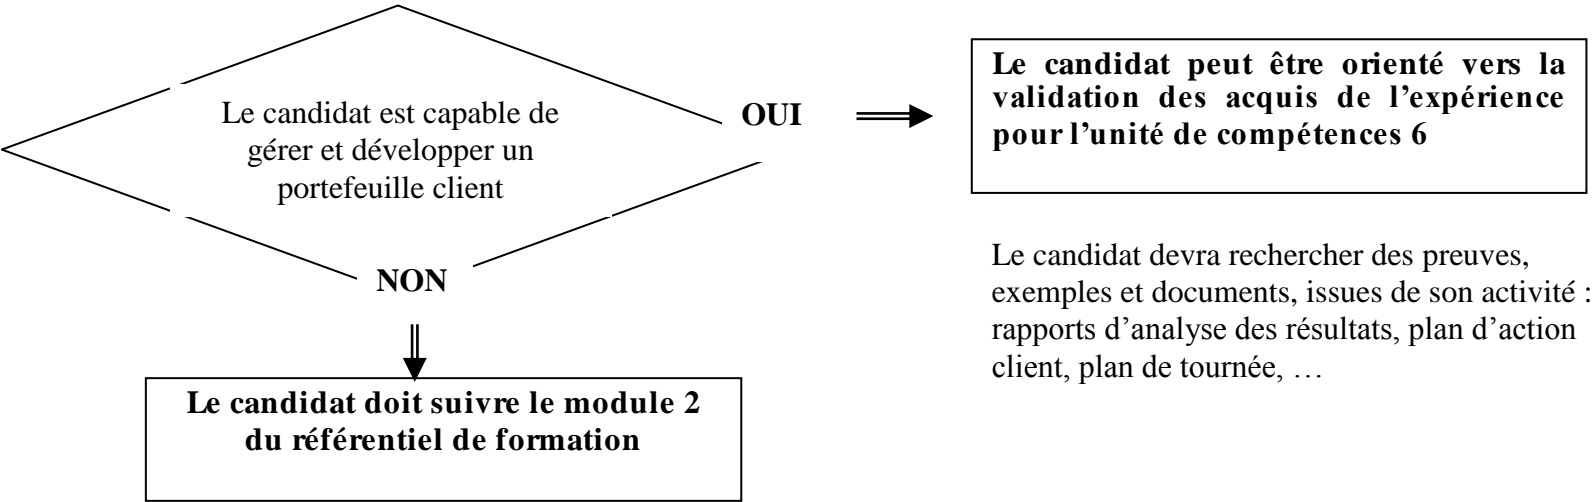 Le candidat est capable de
gérer et développer un
portefeuille client
OUI
Le candidat peut être orienté vers la
validation des acquis de l’expérience
pour l’unité de compétences 6
Le candidat devra rechercher des preuves,
exemples et documents, issues de son activité :
rapports d’analyse des résultats, plan d’action
client, plan de tournée, …
NON
Le candidat doit suivre le module 2
du référentiel de formation